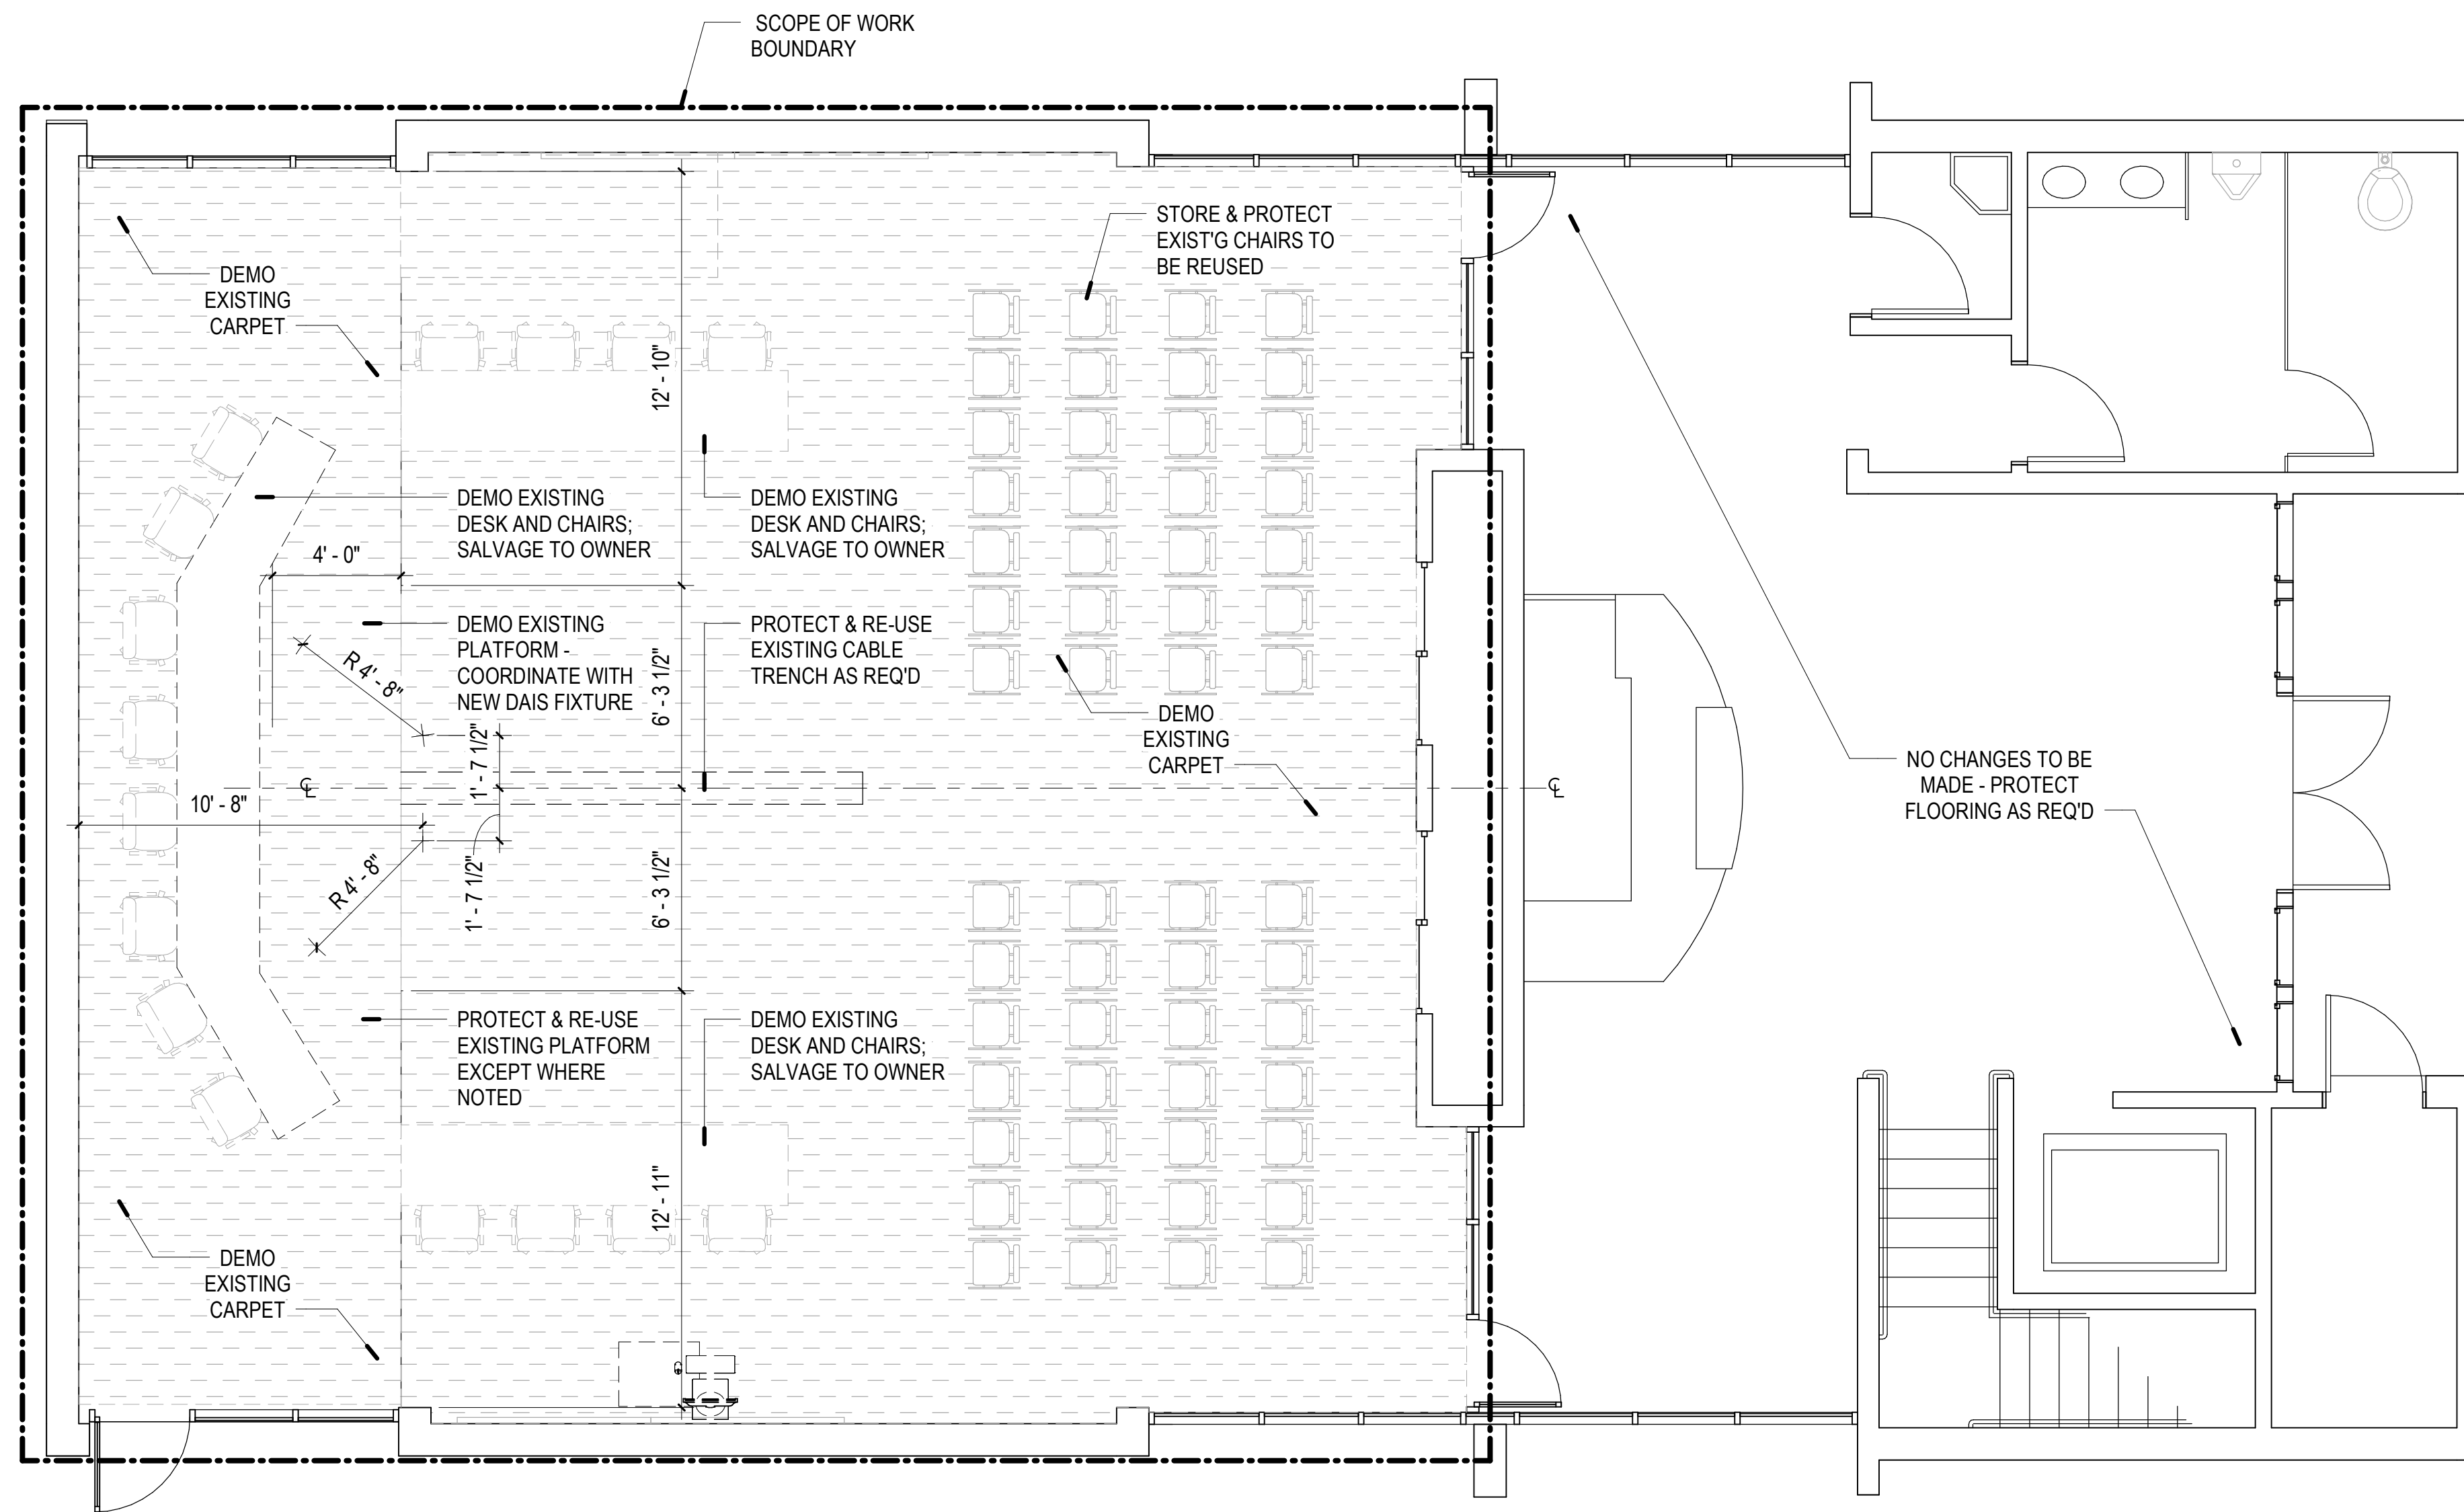 SCOPE OF WORK
BOUNDARY
STORE & PROTECT
EXIST'G CHAIRS TO
BE REUSED
DEMO
EXISTING
CARPET
12' - 10"
DEMO EXISTING
DESK AND CHAIRS;
SALVAGE TO OWNER
DEMO EXISTING
DESK AND CHAIRS;
SALVAGE TO OWNER
4' - 0"
DEMO EXISTING
PLATFORM -
COORDINATE WITH
NEW DAIS FIXTURE
PROTECT & RE-USE
EXISTING CABLE
TRENCH AS REQ'D
R 4' - 8"
6' - 3 1/2"
1' - 7 1/2"
DEMO
EXISTING
CARPET
NO CHANGES TO BE
MADE - PROTECT
FLOORING AS REQ'D
CL
CL
10' - 8"
R 4' - 8"
1' - 7 1/2"
6' - 3 1/2"
PROTECT & RE-USE
EXISTING PLATFORM
EXCEPT WHERE
NOTED
DEMO EXISTING
DESK AND CHAIRS;
SALVAGE TO OWNER
12' - 11"
DEMO
EXISTING
CARPET